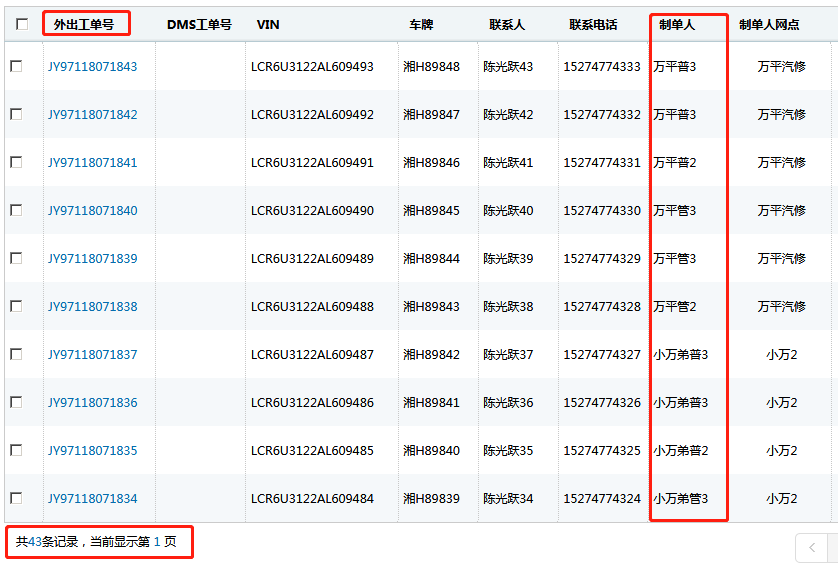 外出工单号 DMS工单号 VIN 车牌 联系人 联系电话 制单人 制单人网点
JY97118071843 LCR6U3122AL609493 湘H89848 陈光跃43 15274774333 万平普3 万平汽修
JY97118071842 LCR6U3122AL609492 湘H89847 陈光跃42 15274774332 万平普3 万平汽修
JY97118071841 LCR6U3122AL609491 湘H89846 陈光跃41 15274774331 万平普2 万平汽修
JY97118071840 LCR6U3122AL609490 湘H89845 陈光跃40 15274774330 万平管3 万平汽修
JY97118071839 LCR6U3122AL609489 湘H89844 陈光跃39 15274774329 万平管3 万平汽修
JY97118071838 LCR6U3122AL609488 湘H89843 陈光跃38 15274774328 万平管2 万平汽修
JY97118071837 LCR6U3122AL609487 湘H89842 陈光跃37 15274774327 小万弟普3 小万2
JY97118071836 LCR6U3122AL609486 湘H89841 陈光跃36 15274774326 小万弟普3 小万2
JY97118071835 LCR6U3122AL609485 湘H89840 陈光跃35 15274774325 小万弟普2 小万2
JY97118071834 LCR6U3122AL609484 湘H89839 陈光跃34 15274774324 小万弟管3 小万2
共43条记录，当前显示第 1 页